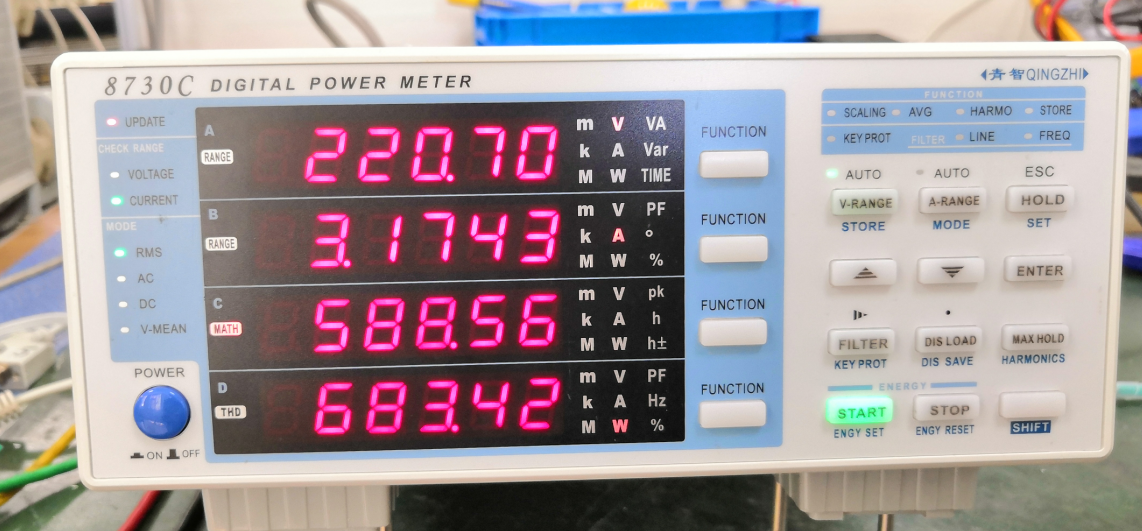 8730C DIGITAL POWER METER
青智QINGZHI
UPDATE
CHECK RANGE
VOLTAGE
CURRENT
MODE
RMS
AC
DC
V-MEAN
POWER
ON OFF
A
RANGE
220.70
m V VA
k A Var
M W TIME
B
RANGE
3.1743
m V PF
k A °
M W %
C
MATH
588.56
m V pk
k A h
M W h±
D
THD
683.42
m V PF
k A Hz
M W %
FUNCTION
FUNCTION
FUNCTION
FUNCTION
FUNCTION
SCALING AVG HARMO STORE
KEY PROT FILTER LINE FREQ
AUTO AUTO ESC
V-RANGE A-RANGE HOLD
STORE MODE SET
ENTER
FILTER DIS LOAD MAX HOLD
KEY PROT DIS SAVE HARMONICS
ENERGY
START STOP
ENGY SET ENGY RESET SHIFT